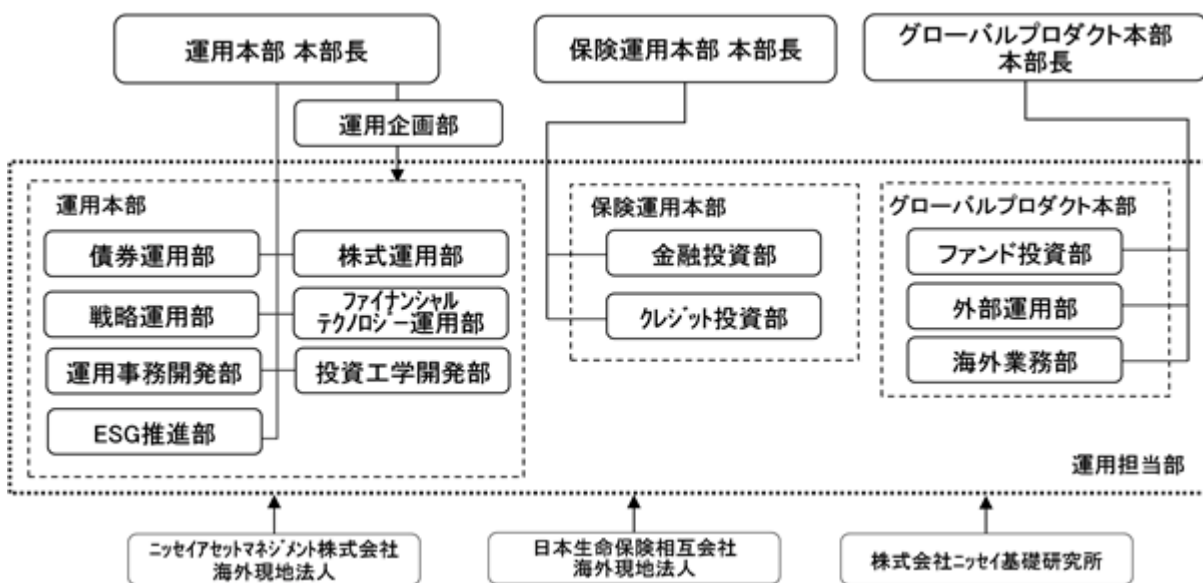 運用本部 本部長
保険運用本部 本部長
グローバルプロダクト本部
本部長
運用企画部
運用本部
債券運用部
株式運用部
戦略運用部
ファイナンシャル
テクノロジー運用部
運用事務開発部
投資工学開発部
ESG推進部
保険運用本部
金融投資部
クレジット投資部
グローバルプロダクト本部
ファンド投資部
外部運用部
海外業務部
運用担当部
ニッセイアセットマネジメント株式会社
海外現地法人
日本生命保険相互会社
海外現地法人
株式会社ニッセイ基礎研究所